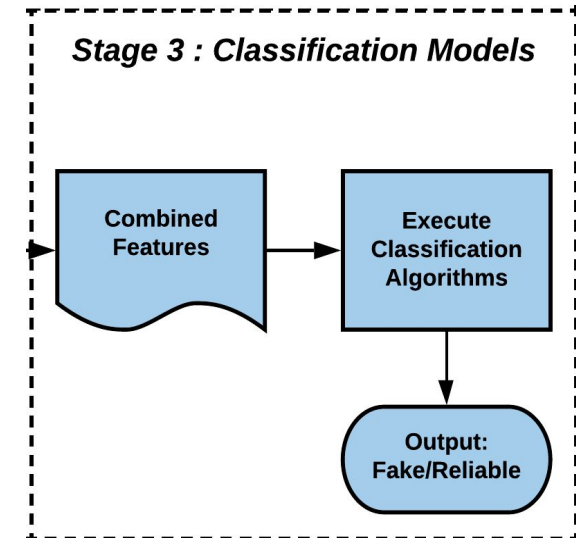 Stage 3 : Classification Models
Combined
Features
Execute
Classification
Algorithms
Output:
Fake/Reliable